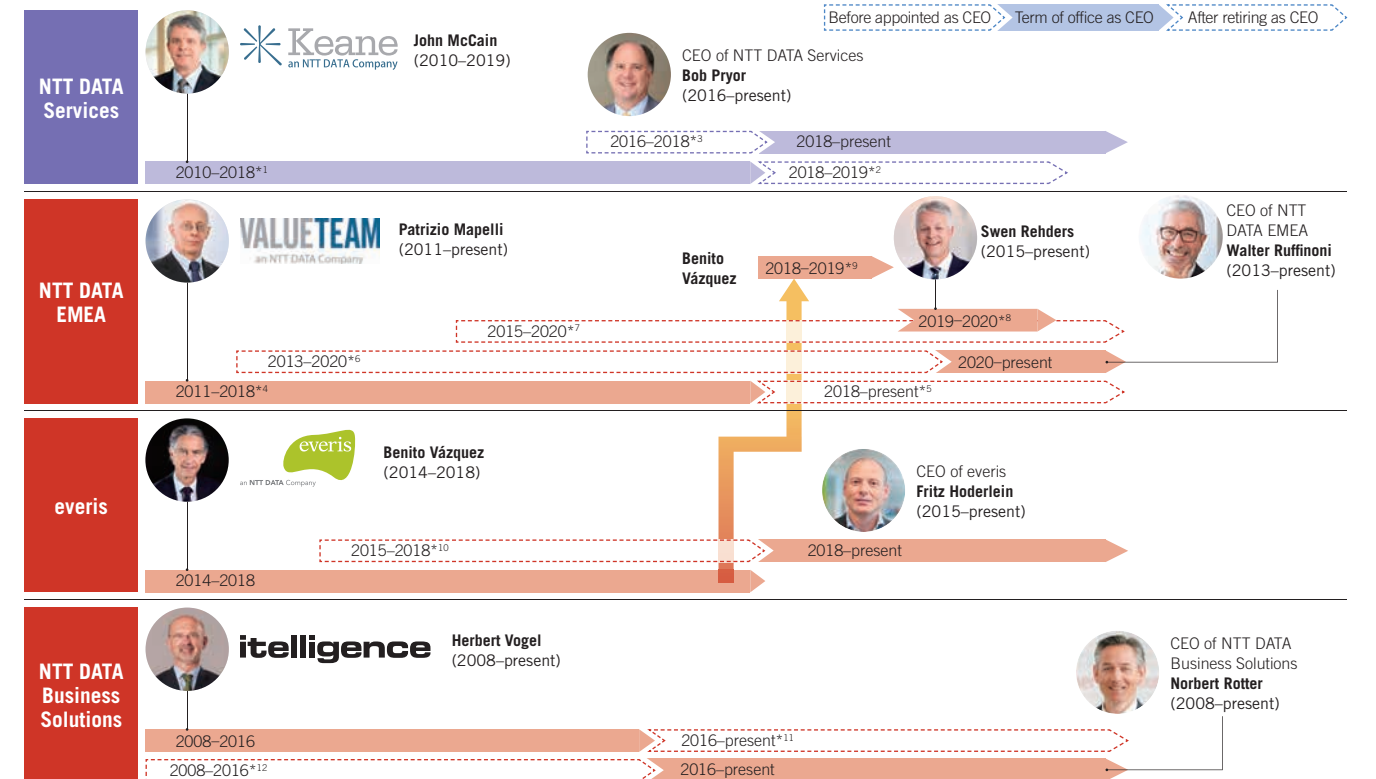 Before appointed as CEO
Term of office as CEO
After retiring as CEO
NTT DATA
Services
Keane
an NTT DATA Company
John McCain
(2010–2019)
CEO of NTT DATA Services
Bob Pryor
(2016–present)
2016–2018*3
2018–present
2010–2018*1
2018–2019*2
NTT DATA
EMEA
VALUETEAM
an NTT DATA Company
Patrizio Mapelli
(2011–present)
Benito
Vázquez
2018–2019*9
Swen Rehders
(2015–present)
CEO of NTT
DATA EMEA
Walter Ruffinoni
(2013–present)
2015–2020*7
2019–2020*8
2013–2020*6
2020–present
2011–2018*4
2018–present*5
everis
everis
an NTT DATA Company
Benito Vázquez
(2014–2018)
CEO of everis
Fritz Hoderlein
(2015–present)
2015–2018*10
2018–present
2014–2018
NTT DATA
Business
Solutions
itelligence
Herbert Vogel
(2008–present)
CEO of NTT DATA
Business Solutions
Norbert Rotter
(2008–present)
2008–2016
2016–present*11
2008–2016*12
2016–present